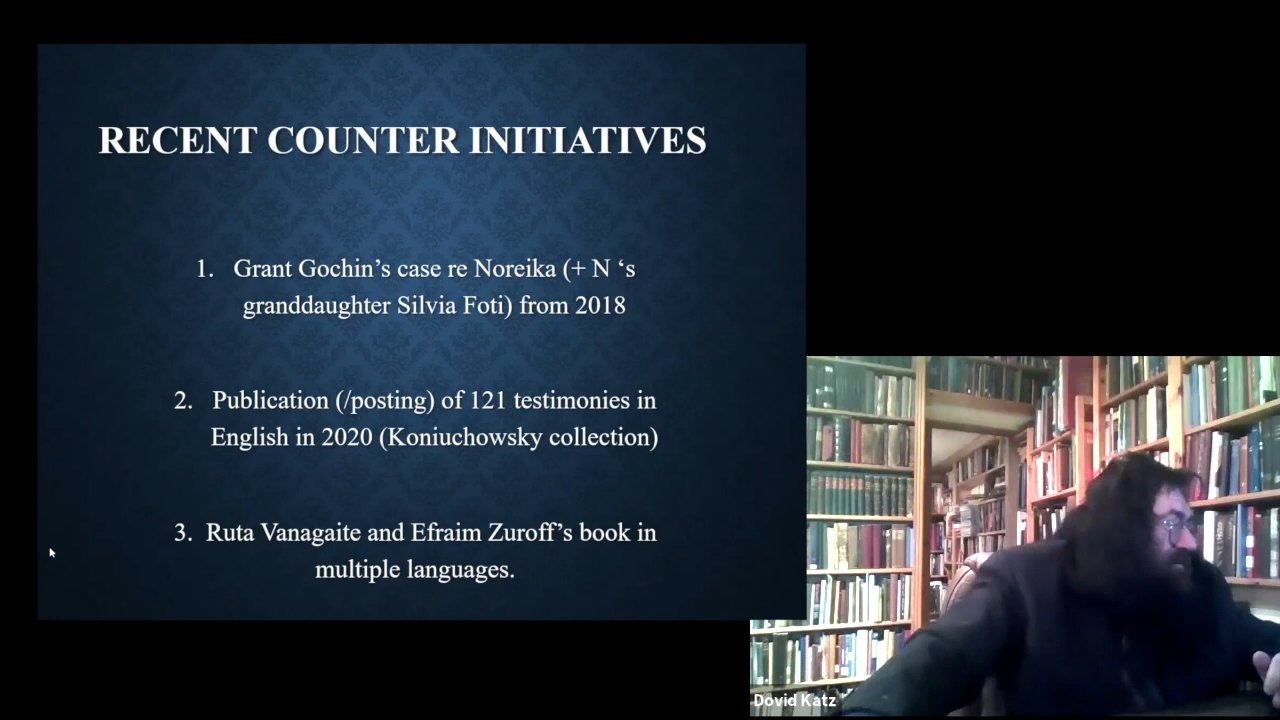 RECENT COUNTER INITIATIVES
1. Grant Gochin’s case re Noreika (+ N ‘s
granddaughter Silvia Foti) from 2018
2. Publication (/posting) of 121 testimonies in
English in 2020 (Koniuchowsky collection)
3. Ruta Vanagaite and Efraim Zuroff’s book in
multiple languages.
Dovid Katz